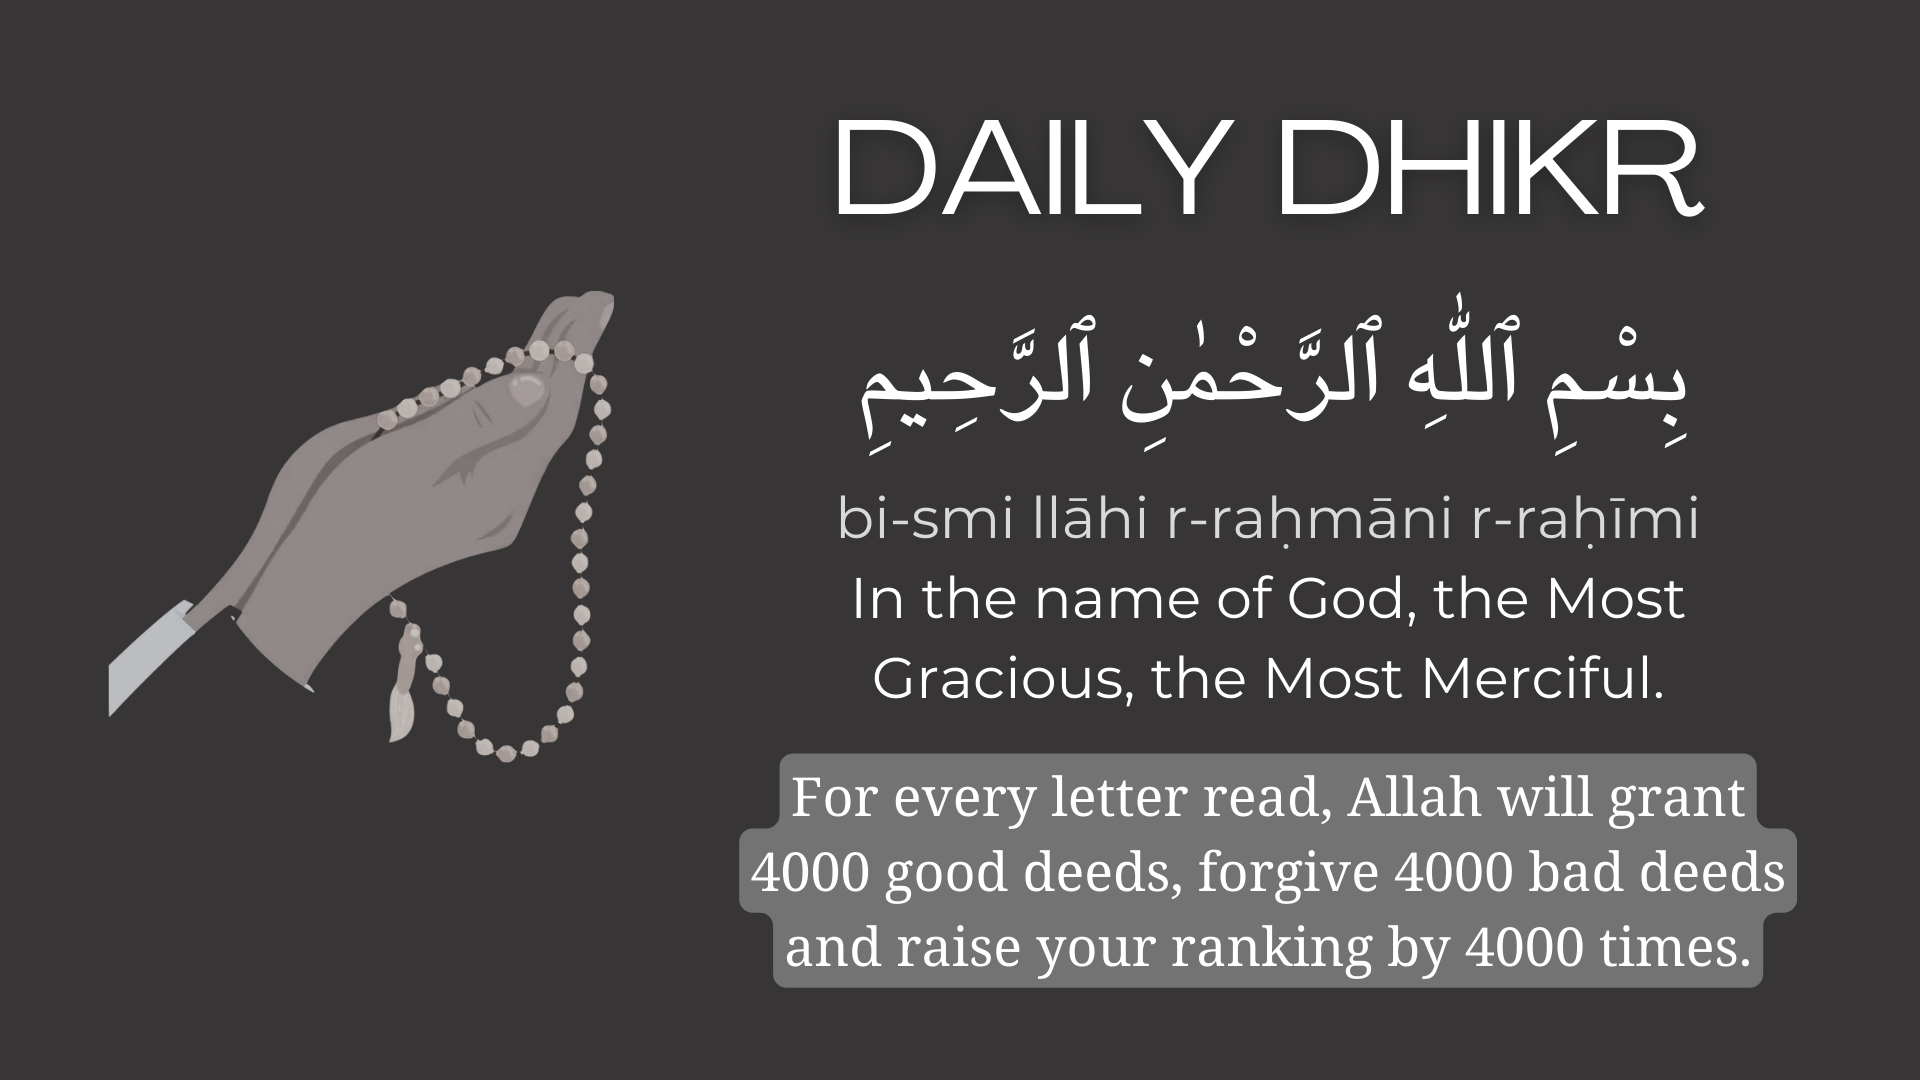 DAILY DHIKR
بِسْمِ ٱللّٰهِ ٱلرَّحْمٰنِ ٱلرَّحِيمِ
bi-smi llāhi r-raḥmāni r-raḥīmi
In the name of God, the Most
Gracious, the Most Merciful.
For every letter read, Allah will grant
4000 good deeds, forgive 4000 bad deeds
and raise your ranking by 4000 times.